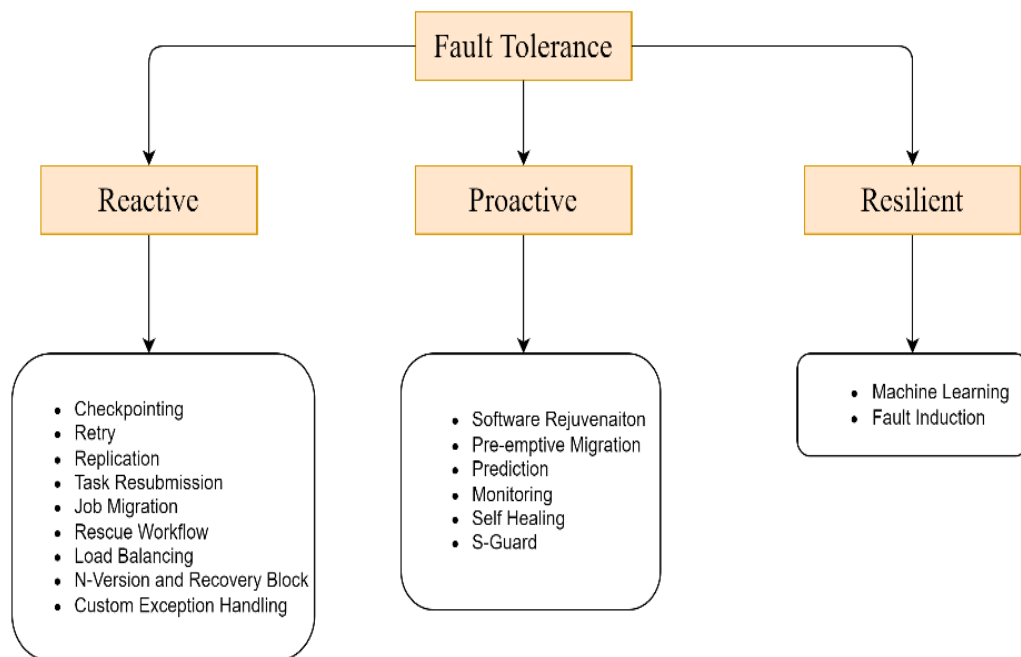 Fault Tolerance
Reactive
Proactive
Resilient
• Checkpointing
• Retry
• Replication
• Task Resubmission
• Job Migration
• Rescue Workflow
• Load Balancing
• N-Version and Recovery Block
• Custom Exception Handling
• Software Rejuvenaiton
• Pre-emptive Migration
• Prediction
• Monitoring
• Self Healing
• S-Guard
• Machine Learning
• Fault Induction